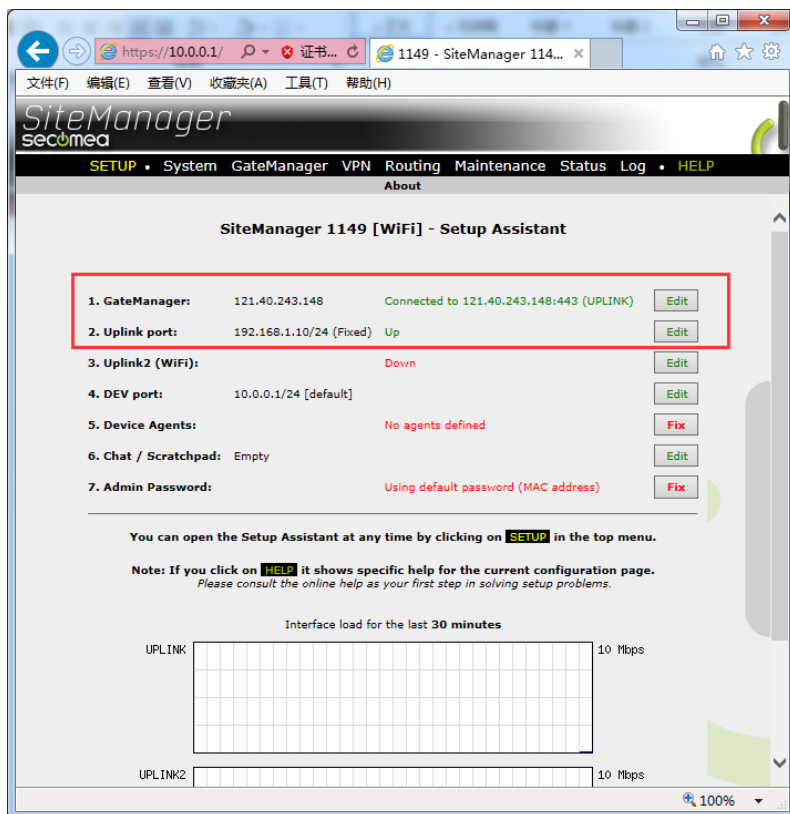 https://10.0.0.1/ 证书... 1149 - SiteManager 114...
文件(F) 编辑(E) 查看(V) 收藏夹(A) 工具(T) 帮助(H)
SiteManager
secomea
SETUP • System GateManager VPN Routing Maintenance Status Log • HELP
About
SiteManager 1149 [WiFi] - Setup Assistant
1. GateManager: 121.40.243.148 Connected to 121.40.243.148:443 (UPLINK) Edit
2. Uplink port: 192.168.1.10/24 (Fixed) Up Edit
3. Uplink2 (WiFi): Down Edit
4. DEV port: 10.0.0.1/24 [default] Edit
5. Device Agents: No agents defined Fix
6. Chat / Scratchpad: Empty Edit
7. Admin Password: Using default password (MAC address) Fix
You can open the Setup Assistant at any time by clicking on SETUP in the top menu.
Note: If you click on HELP it shows specific help for the current configuration page.
Please consult the online help as your first step in solving setup problems.
Interface load for the last 30 minutes
UPLINK 10 Mbps
UPLINK2 10 Mbps
100%